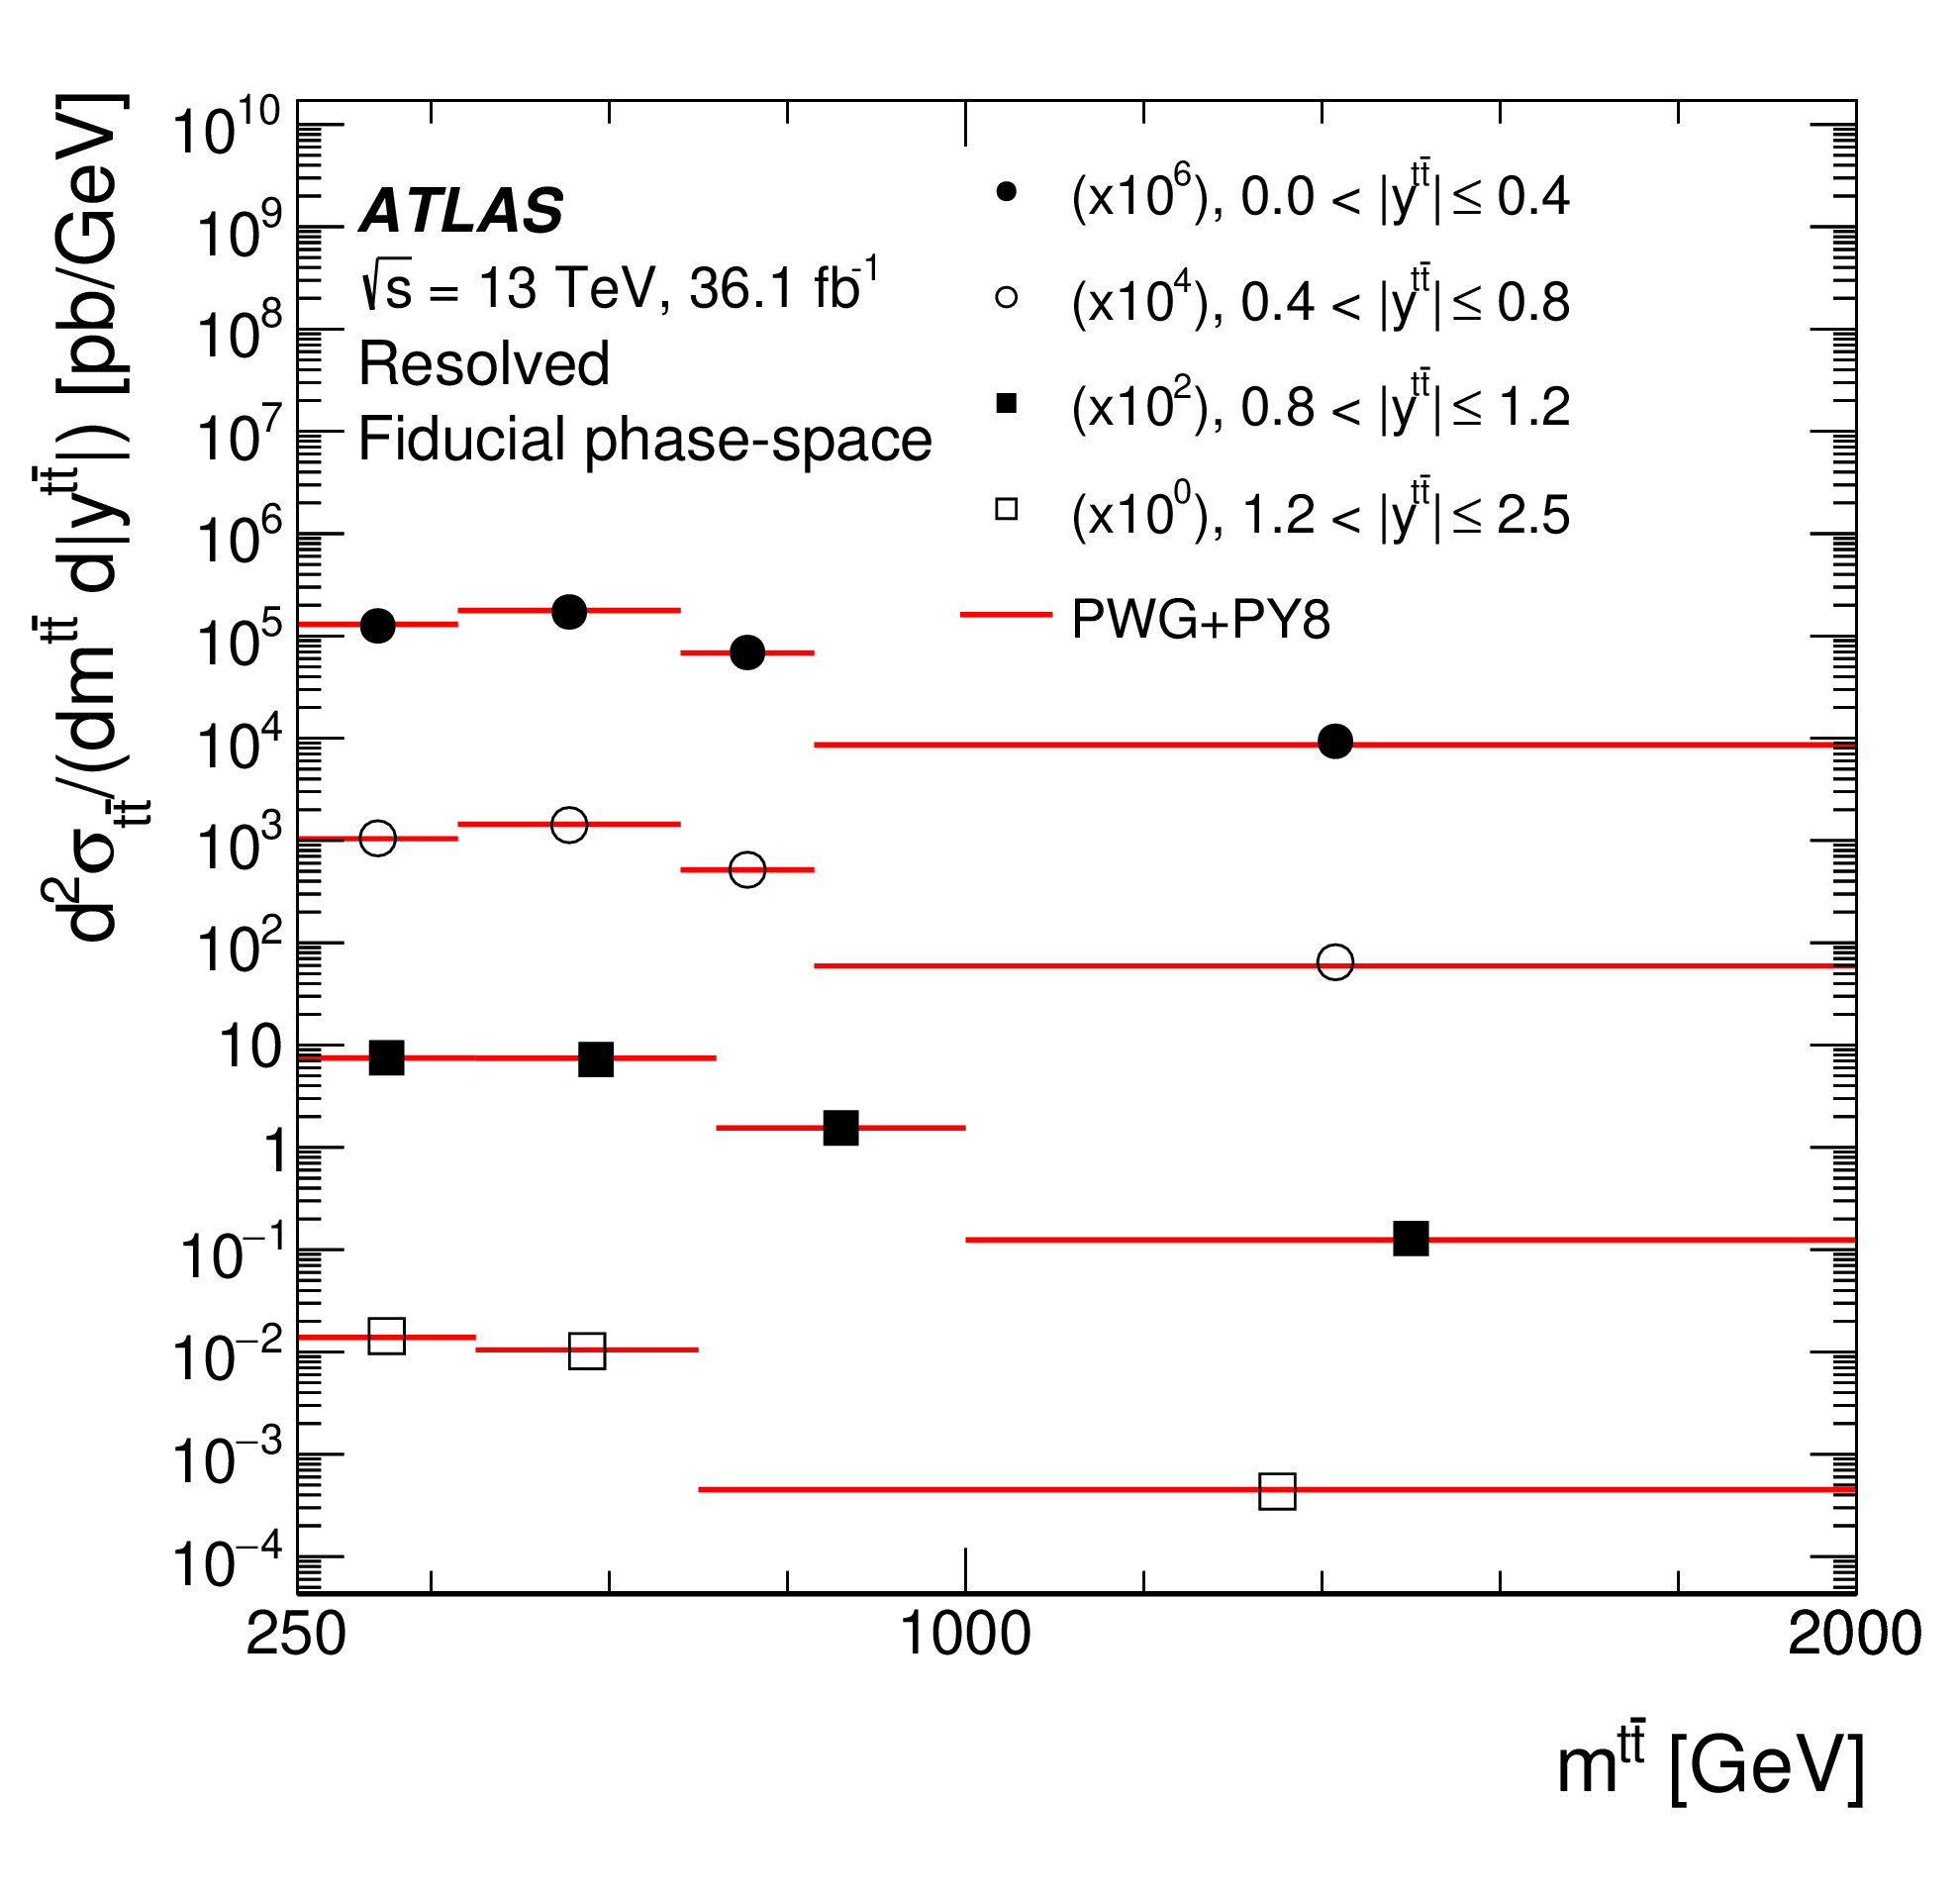 d²σ_tt̄/(dm^tt̄ d|y^tt̄|) [pb/GeV]
10^10
10^9
10^8
10^7
10^6
10^5
10^4
10^3
10^2
10
1
10^−1
10^−2
10^−3
10^−4
ATLAS
√s = 13 TeV, 36.1 fb^-1
Resolved
Fiducial phase-space
(x10^6), 0.0 < |y^tt̄| ≤ 0.4
(x10^4), 0.4 < |y^tt̄| ≤ 0.8
(x10^2), 0.8 < |y^tt̄| ≤ 1.2
(x10^0), 1.2 < |y^tt̄| ≤ 2.5
PWG+PY8
250 1000 2000
m^tt̄ [GeV]